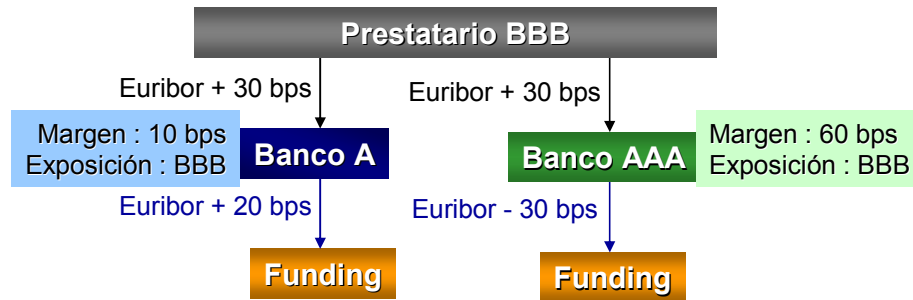 Prestatario BBB
Euribor + 30 bps
Euribor + 30 bps
Margen : 10 bps
Exposición : BBB
Banco A
Banco AAA
Margen : 60 bps
Exposición : BBB
Euribor + 20 bps
Euribor - 30 bps
Funding
Funding